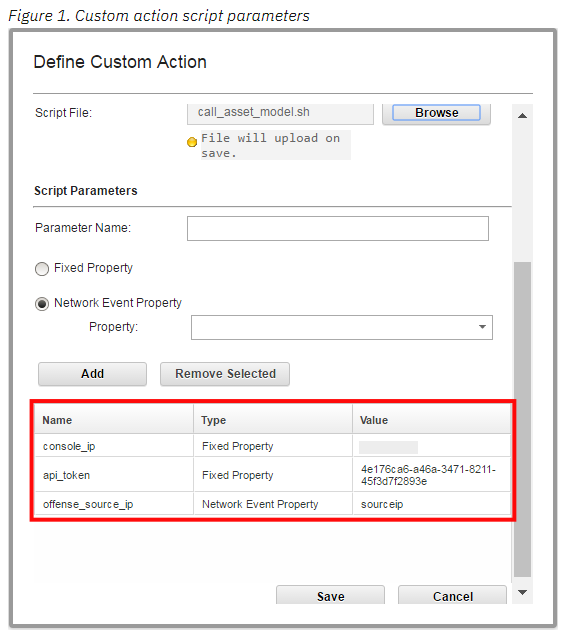 Figure 1. Custom action script parameters
Define Custom Action
Script File:
call_asset_model.sh
Browse
File will upload on
save.
Script Parameters
Parameter Name:
Fixed Property
Network Event Property
Property:
Add
Remove Selected
Name Type Value
console_ip Fixed Property
api_token Fixed Property 4e176ca6-a46a-3471-8211-
45f3d7f2893e
offense_source_ip Network Event Property sourceip
Save
Cancel